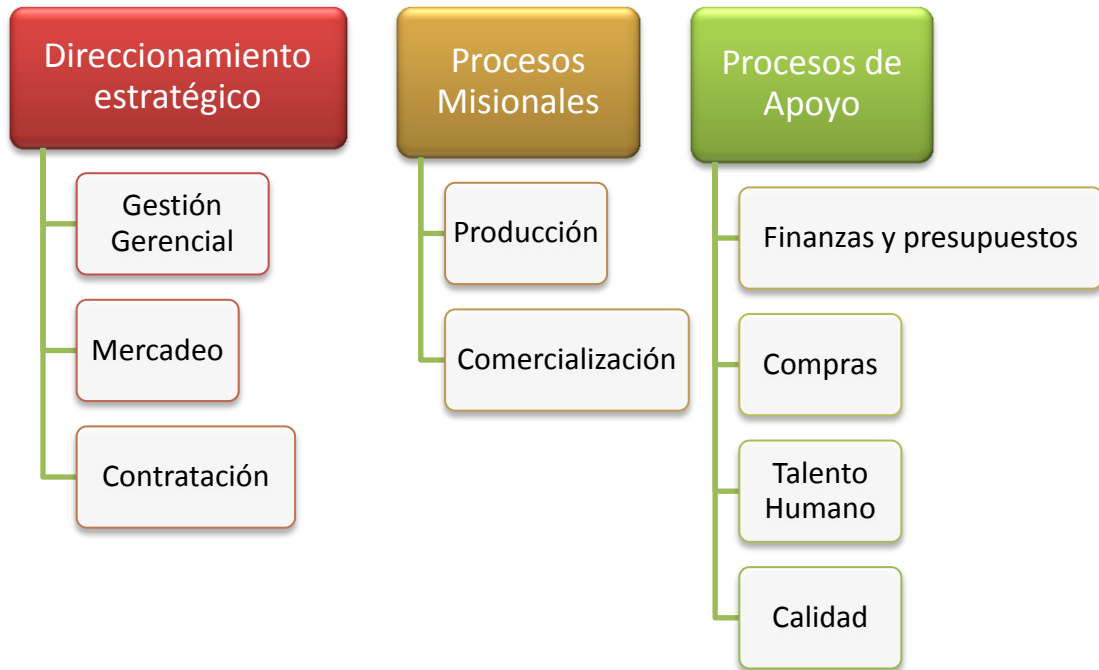 Direccionamiento
estratégico
Gestión
Gerencial
Mercadeo
Contratación
Procesos
Misionales
Producción
Comercialización
Procesos de
Apoyo
Finanzas y presupuestos
Compras
Talento
Humano
Calidad